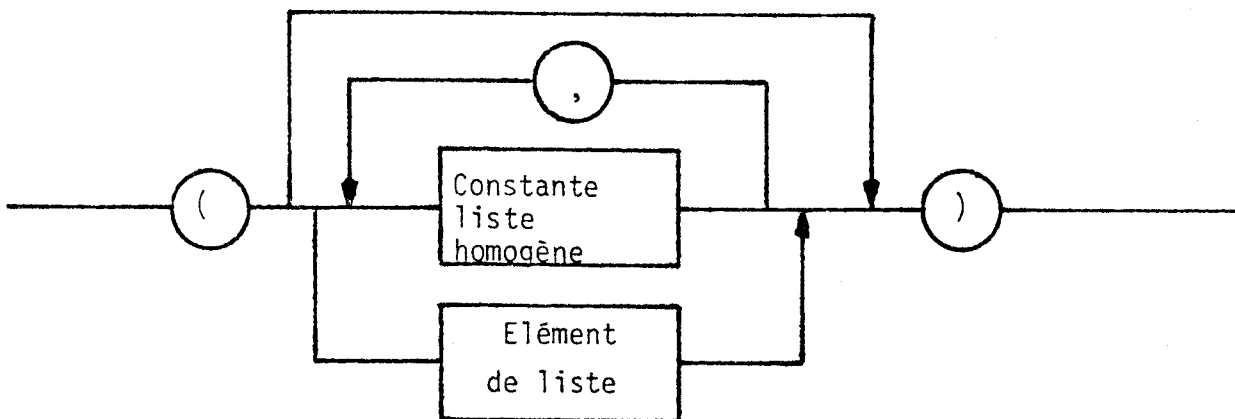 ,
( Constante )
liste
homogène
Elément
de liste